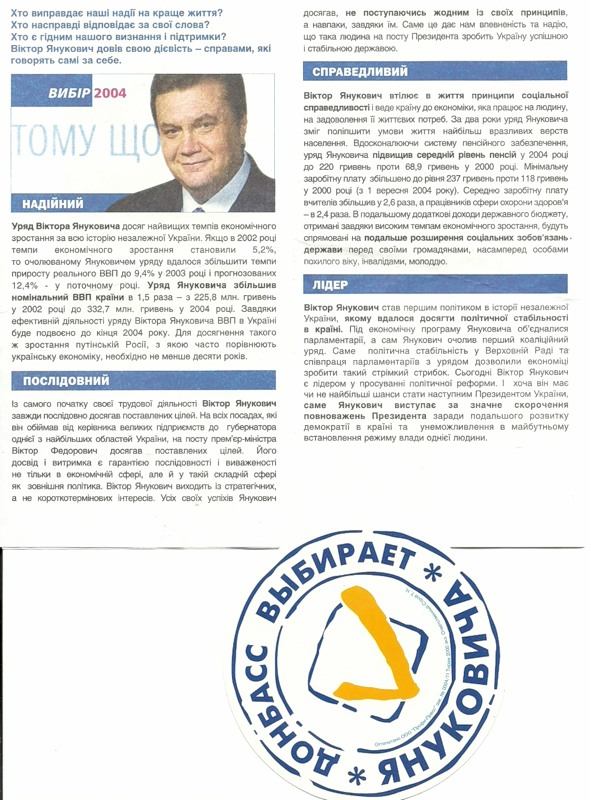 Хто виправдає наші надії на краще життя?
Хто насправді відповідає за свої слова?
Хто є гідним нашого визнання і підтримки?
Віктор Янукович довів свою дієвість – справами, які
говорять самі за себе.
ВИБІР 2004
ТОМУ ЩО
НАДІЙНИЙ
Уряд Віктора Януковича досяг найвищих темпів економічного
зростання за всю історію незалежної України. Якщо в 2002 році
темпи економічного зростання становили 5,2%,
то очолюваному Януковичем уряду вдалося збільшити темпи
приросту реального ВВП до 9,4% у 2003 році і прогнозованих
12,4% - у поточному році. Уряд Януковича збільшив
номінальний ВВП країни в 1,5 раза – з 225,8 млн. гривень
у 2002 році до 332,7 млн. гривень у 2004 році. Завдяки
ефективній діяльності уряду Віктора Януковича ВВП в Україні
буде подвоєно до кінця 2004 року. Для досягнення такого
ж зростання путінській Росії, з якою часто порівнюють
українську економіку, необхідно не менше десяти років.
ПОСЛІДОВНИЙ
Із самого початку своєї трудової діяльності Віктор Янукович
завжди послідовно досягав поставлених цілей. На всіх посадах, які
він обіймав від керівника великих підприємств до губернатора
однієї з найбільших областей України, на посту прем'єр-міністра
Віктор Федорович досягав поставлених цілей. Його
досвід і витримка є гарантією послідовності і виваженості
не тільки в економічній сфері, але й у такій складній сфері
як зовнішня політика. Віктор Янукович виходить із стратегічних,
а не короткотермінових інтересів. Усіх своїх успіхів Янукович
досягав, не поступаючись жодним із своїх принципів,
а навпаки, завдяки їм. Саме це дає нам впевненість та надію,
що така людина на посту Президента зробить Україну успішною
і стабільною державою.
СПРАВЕДЛИВИЙ
Віктор Янукович втілює в життя принципи соціальної
справедливості і веде країну до економіки, яка працює на людину,
на задоволення її життєвих потреб. За два роки уряд Януковича
зміг поліпшити умови життя найбільш вразливих верств
населення. Вдосконалюючи систему пенсійного забезпечення,
уряд Януковича підвищив середній рівень пенсій у 2004 році
до 220 гривень проти 68,9 гривень у 2000 році. Мінімальну
заробітну плату збільшено до рівня 237 гривень проти 118 гривень
у 2000 році (з 1 вересня 2004 року). Середню заробітну плату
вчителів збільшив у 2,6 раза, а працівників сфери охорони здоров'я
– в 2,4 раза. В подальшому додаткові доходи державного бюджету,
отримані завдяки високим темпам економічного зростання, будуть
спрямовані на подальше розширення соціальних зобов'язань
держави перед своїми громадянами, насамперед особами
похилого віку, інвалідами, молоддю.
ЛІДЕР
Віктор Янукович став першим політиком в історії незалежної
України, якому вдалося досягти політичної стабільності
в країні. Під економічну програму Януковича об'єдналися
парламентарії, а сам Янукович очолив перший коаліційний
уряд. Саме політична стабільність у Верховній Раді та
співпраця парламентаріїв з урядом дозволили економіці
зробити такий стрімкий стрибок. Сьогодні Віктор Янукович
є лідером у просуванні політичної реформи. І хоча він має
чи не найбільші шанси стати наступним Президентом України,
саме Янукович виступає за значне скорочення
повноважень Президента заради подальшого розвитку
демократії в країні та унеможливлення в майбутньому
встановлення режиму влади однієї людини.
ДОНБАСС ВЫБИРАЕТ * ЯНУКОВИЧА *